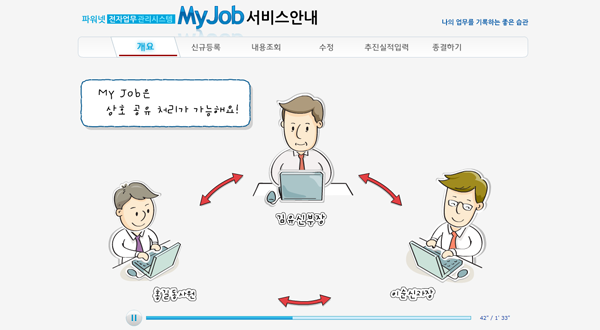 파워넷 전자업무 관리시스템 MyJob 서비스안내
나의 업무를 기록하는 좋은 습관
개요 신규등록 내용조회 수정 추진실적입력 종결하기
My Job은
상호 공유 처리가 가능해요!
김유신부장
홍길동사원
이순신과장
42" / 1' 33"